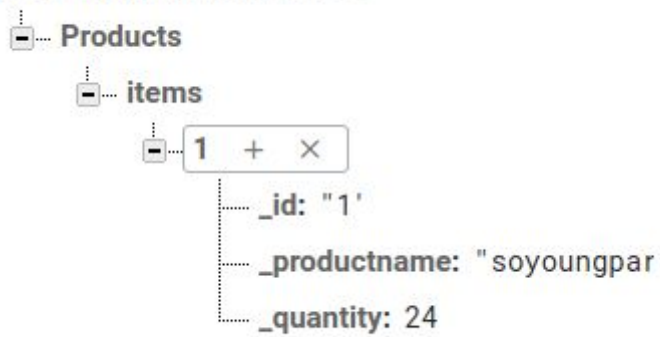 Products
items
1 + ×
_id: "1'
_productname: "soyoungpar
_quantity: 24